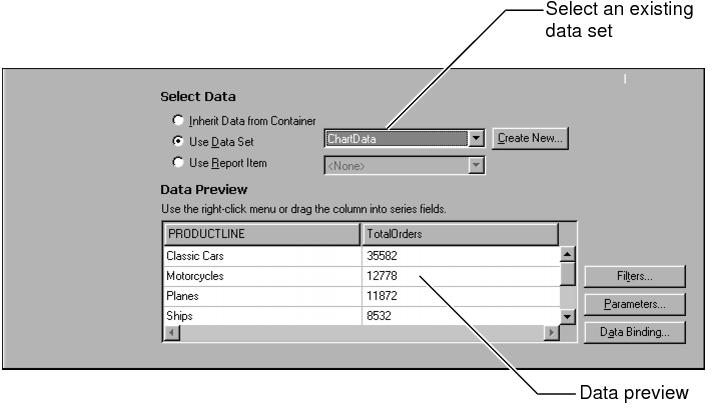 Select an existing
data set
Select Data
Inherit Data from Container
Use Data Set
ChartData
Create New...
Use Report Item
<None>
Data Preview
Use the right-click menu or drag the column into series fields.
PRODUCTLINE TotalOrders
Classic Cars 35582
Motorcycles 12778
Planes 11872
Ships 8532
Filters...
Parameters...
Data Binding...
Data preview